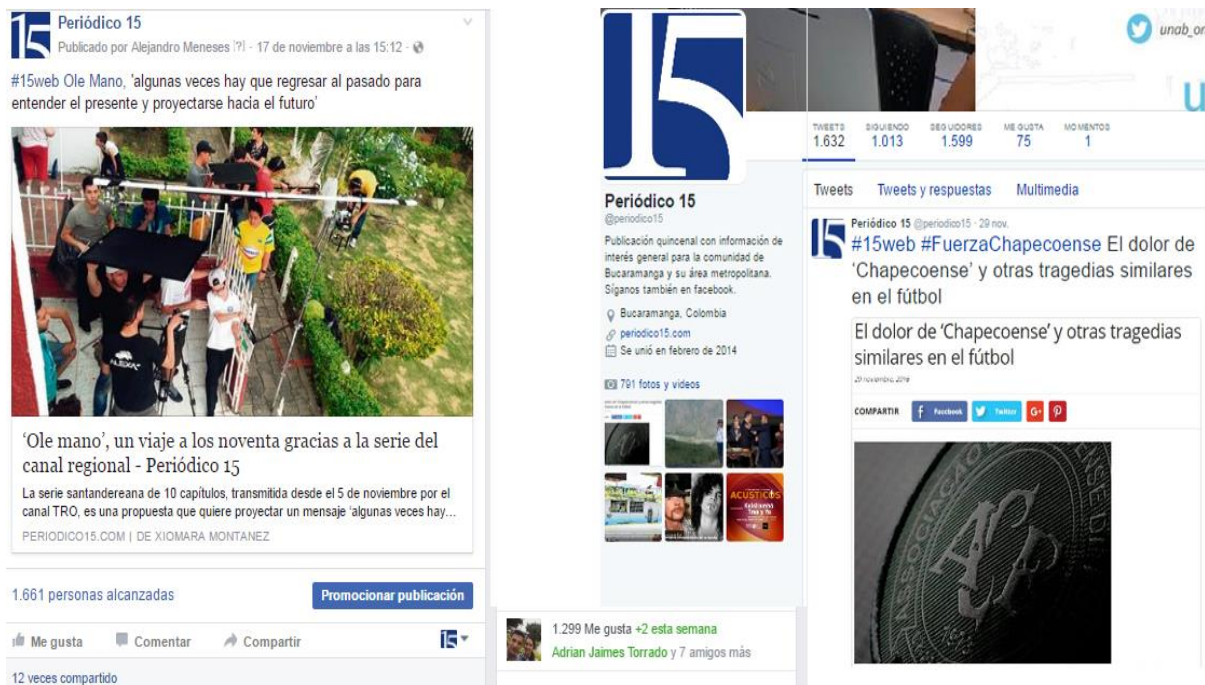 15
Periódico 15
Publicado por Alejandro Meneses [?] · 17 de noviembre a las 15:12 ·
#15web Ole Mano, 'algunas veces hay que regresar al pasado para
entender el presente y proyectarse hacia el futuro'
ALEXA
'Ole mano', un viaje a los noventa gracias a la serie del
canal regional - Periódico 15
La serie santandereana de 10 capítulos, transmitida desde el 5 de noviembre por el
canal TRO, es una propuesta que quiere proyectar un mensaje 'algunas veces hay...
PERIODICO15.COM | DE XIOMARA MONTANEZ
1.661 personas alcanzadas
Promocionar publicación
Me gusta Comentar Compartir
15
12 veces compartido
15
Periódico 15
@periodico15
Publicación quincenal con información de
interés general para la comunidad de
Bucaramanga y su área metropolitana.
Síganos también en facebook.
Bucaramanga, Colombia
periodico15.com
Se unió en febrero de 2014
791 fotos y videos
ACÚSTICOS
1.299 Me gusta +2 esta semana
Adrian Jaimes Torrado y 7 amigos más
unab_on
u
TWEETS SIGUIENDO SEGUIDORES ME GUSTA MOMENTOS
1.632 1.013 1.599 75 1
Tweets Tweets y respuestas Multimedia
15
Periódico 15 @periodico15 · 29 nov.
#15web #FuerzaChapecoense El dolor de
'Chapecoense' y otras tragedias similares
en el fútbol
El dolor de 'Chapecoense' y otras tragedias
similares en el fútbol
29 noviembre, 2016
COMPARTIR Facebook Twitter G+